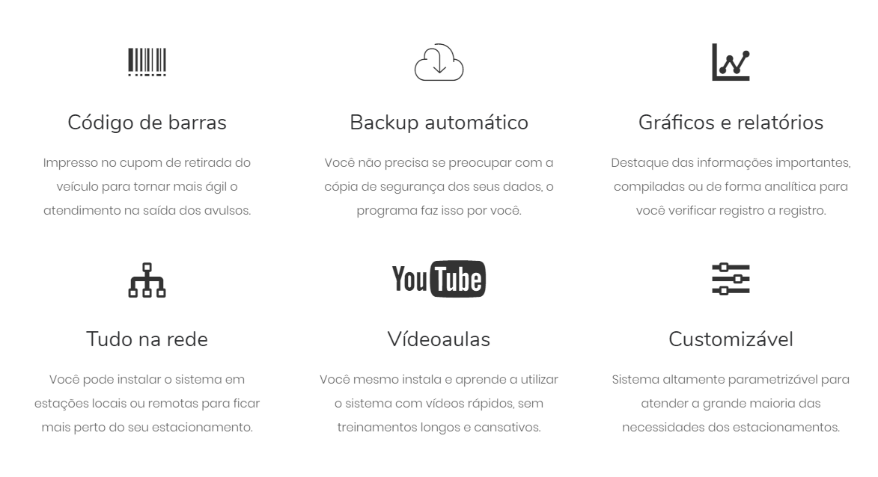 Código de barras
Impresso no cupom de retirada do
veículo para tornar mais ágil o
atendimento na saída dos avulsos.
Backup automático
Você não precisa se preocupar com a
cópia de segurança dos seus dados, o
programa faz isso por você.
Gráficos e relatórios
Destaque das informações importantes,
compiladas ou de forma analítica para
você verificar registro a registro.
Tudo na rede
Você pode instalar o sistema em
estações locais ou remotas para ficar
mais perto do seu estacionamento.
YouTube
Vídeoaulas
Você mesmo instala e aprende a utilizar
o sistema com vídeos rápidos, sem
treinamentos longos e cansativos.
Customizável
Sistema altamente parametrizável para
atender a grande maioria das
necessidades dos estacionamentos.